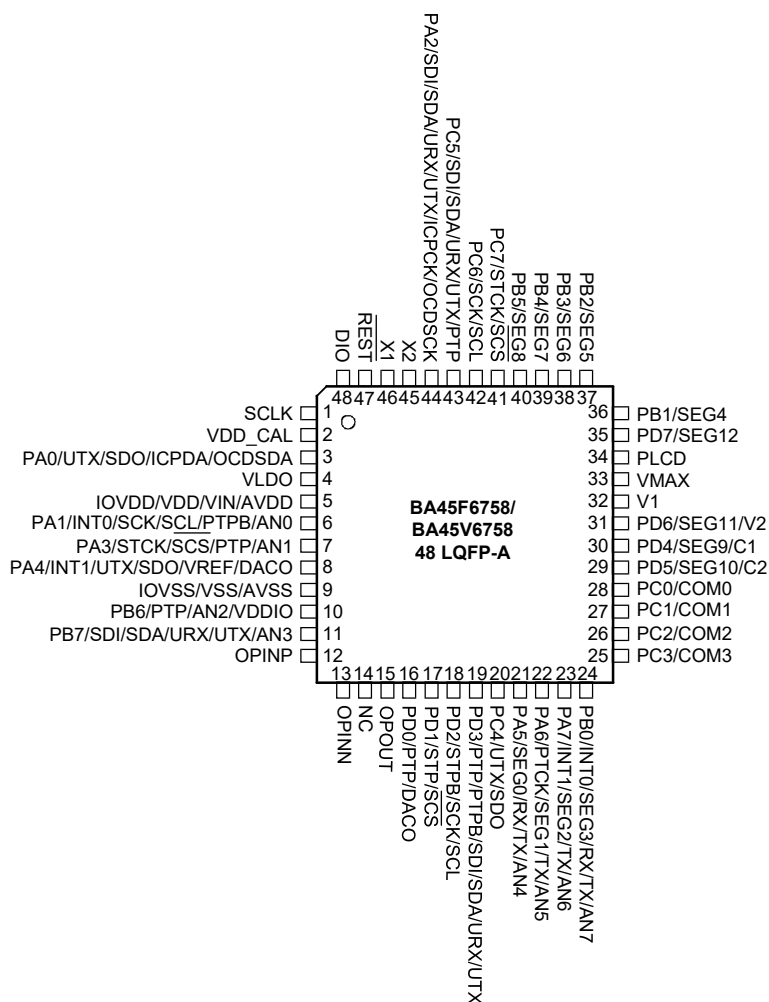 PA2/SDI/SDA/URX/UTX/ICPCK/OCDSCK
PC5/SDI/SDA/URX/UTX/PTP
PC6/SCK/SCL
PC7/STCK/SCS
PB5/SEG8
PB4/SEG7
PB3/SEG6
PB2/SEG5
DIO
REST
X1
X2
48 47 46 45 44 43 42 41 40 39 38 37
SCLK 1
VDD_CAL 2
PA0/UTX/SDO/ICPDA/OCDSDA 3
VLDO 4
IOVDD/VDD/VIN/AVDD 5
PA1/INT0/SCK/SCL/PTPB/AN0 6
PA3/STCK/SCS/PTP/AN1 7
PA4/INT1/UTX/SDO/VREF/DACO 8
IOVSS/VSS/AVSS 9
PB6/PTP/AN2/VDDIO 10
PB7/SDI/SDA/URX/UTX/AN3 11
OPINP 12
BA45F6758/
BA45V6758
48 LQFP-A
36 PB1/SEG4
35 PD7/SEG12
34 PLCD
33 VMAX
32 V1
31 PD6/SEG11/V2
30 PD4/SEG9/C1
29 PD5/SEG10/C2
28 PC0/COM0
27 PC1/COM1
26 PC2/COM2
25 PC3/COM3
13 14 15 16 17 18 19 20 21 22 23 24
OPINN
NC
OPOUT
PD0/PTP/DACO
PD1/STP/SCS
PD2/STPB/SCK/SCL
PD3/PTP/PTPB/SDI/SDA/URX/UTX
PC4/UTX/SDO
PA5/SEG0/RX/TX/AN4
PA6/PTCK/SEG1/TX/AN5
PA7/INT1/SEG2/TX/AN6
PB0/INT0/SEG3/RX/TX/AN7